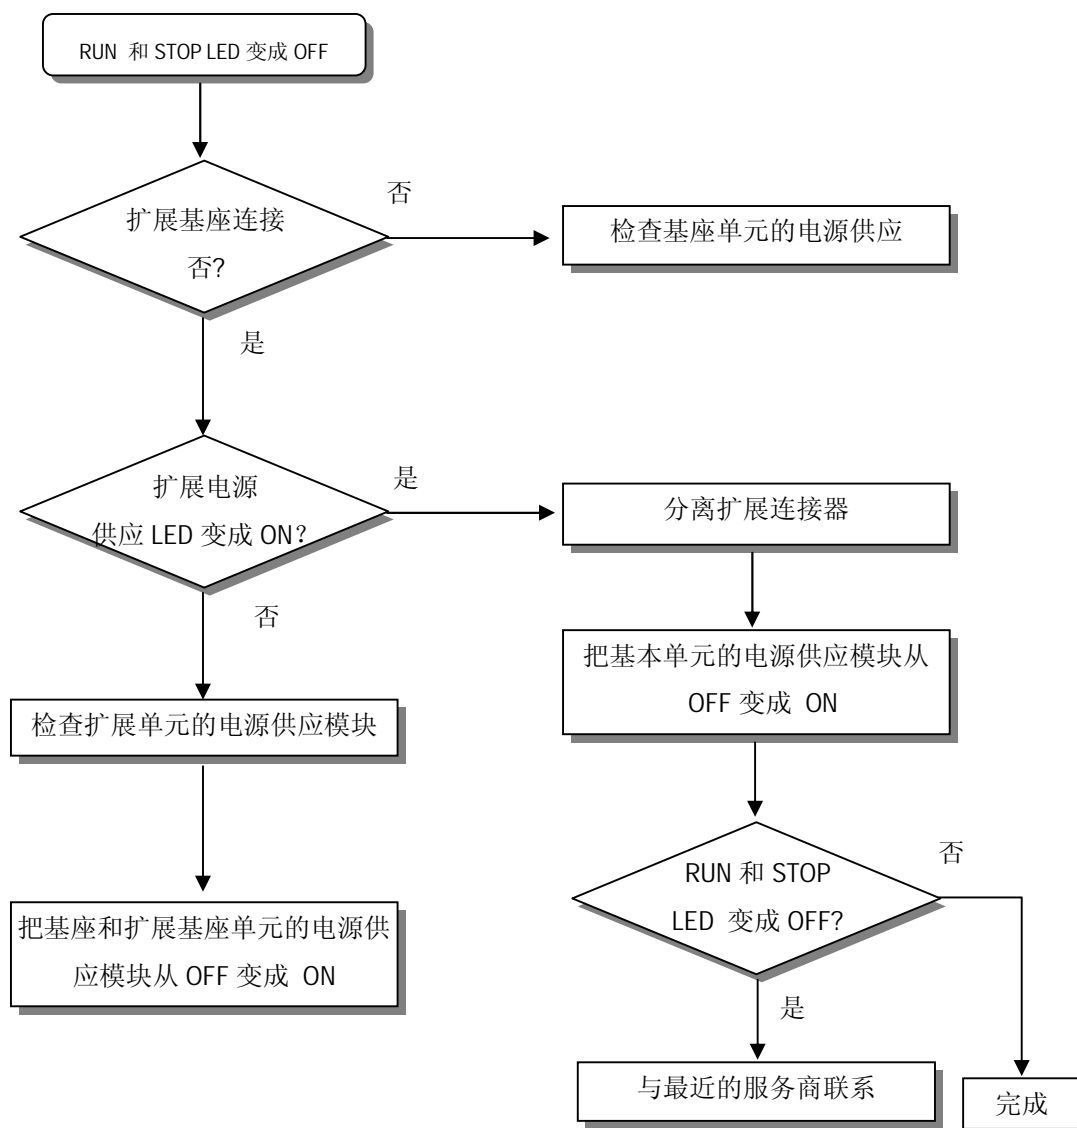 RUN 和 STOP LED 变成 OFF
扩展基座连接
否?
否
检查基座单元的电源供应
是
扩展电源
供应 LED 变成 ON?
是
分离扩展连接器
否
把基本单元的电源供应模块从
OFF 变成 ON
检查扩展单元的电源供应模块
RUN 和 STOP
LED 变成 OFF?
否
把基座和扩展基座单元的电源供
应模块从 OFF 变成 ON
是
与最近的服务商联系
完成